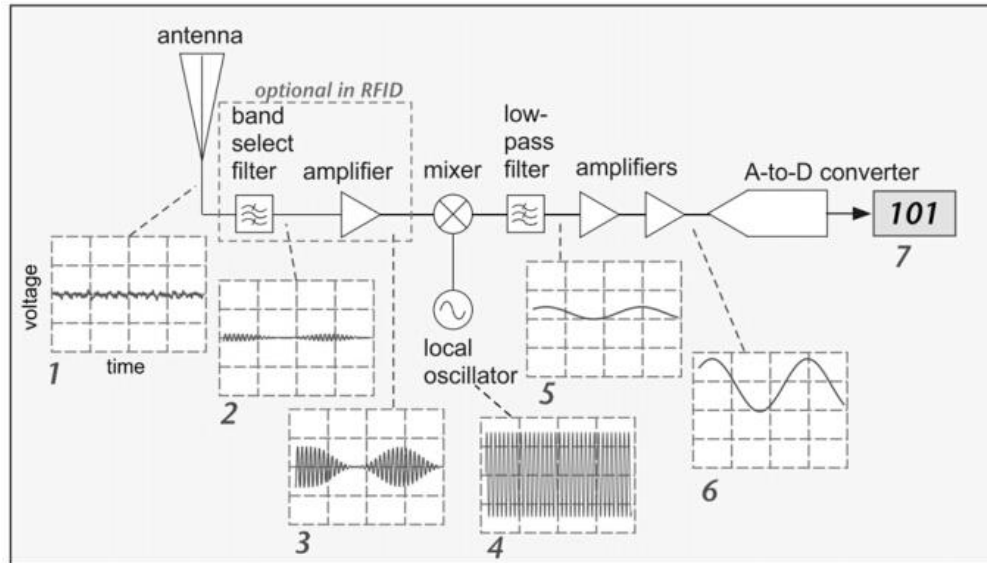 antenna
optional in RFID
band
select
filter
amplifier
mixer
low-
pass
filter
amplifiers
A-to-D converter
101
7
voltage
time
1
2
local
oscillator
3
4
5
6